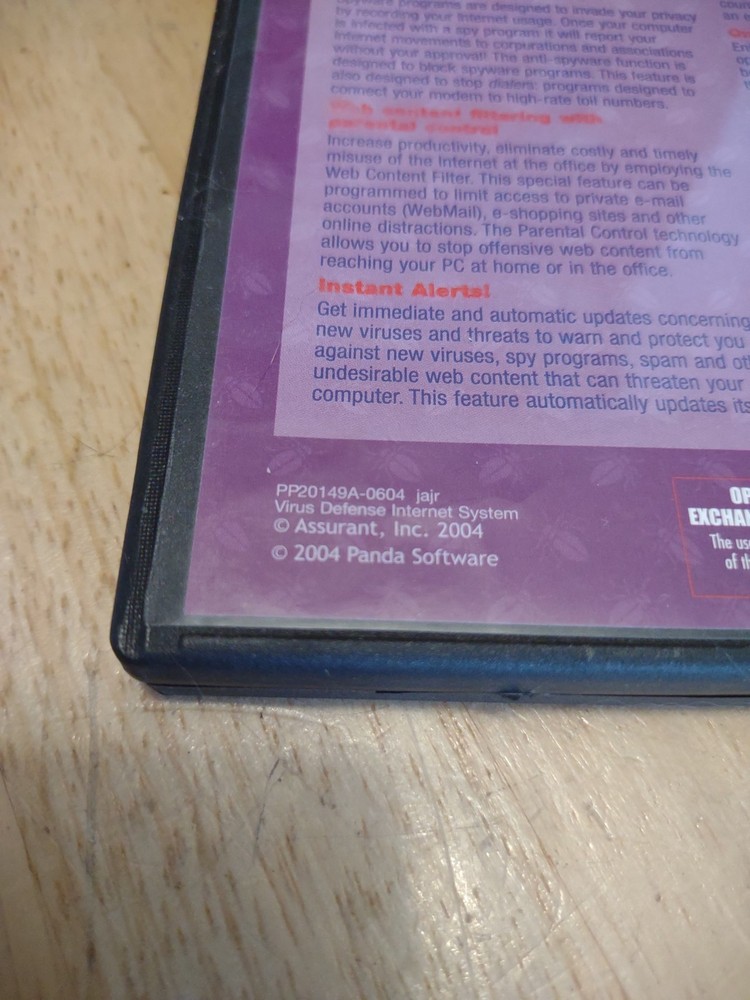 Spyware programs are designed to invade your privacy
by recording your Internet usage. Once your computer
is infected with a spy program it will report your
Internet movements to corporations and associations
without your approval! The anti-spyware function is
designed to block spyware programs. This feature is
also designed to stop dialers: programs designed to
connect your modem to high-rate toll numbers.
Web content filtering with
parental control
Increase productivity, eliminate costly and timely
misuse of the Internet at the office by employing the
Web Content Filter. This special feature can be
programmed to limit access to private e-mail
accounts (WebMail), e-shopping sites and other
online distractions. The Parental Control technology
allows you to stop offensive web content from
reaching your PC at home or in the office.
Instant Alerts!
Get immediate and automatic updates concerning
new viruses and threats to warn and protect you
against new viruses, spy programs, spam and
undesirable web content that can threaten your
computer. This feature automatically updates its
PP20149A-0604 jajr
Virus Defense Internet System
© Assurant, Inc. 2004
© 2004 Panda Software
OP
EXCHAN
The us
of th